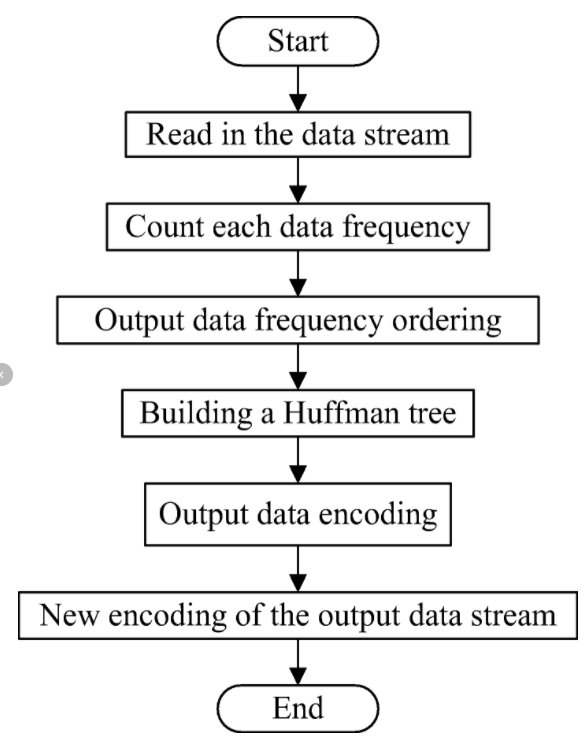 Start
Read in the data stream
Count each data frequency
Output data frequency ordering
Building a Huffman tree
Output data encoding
New encoding of the output data stream
End